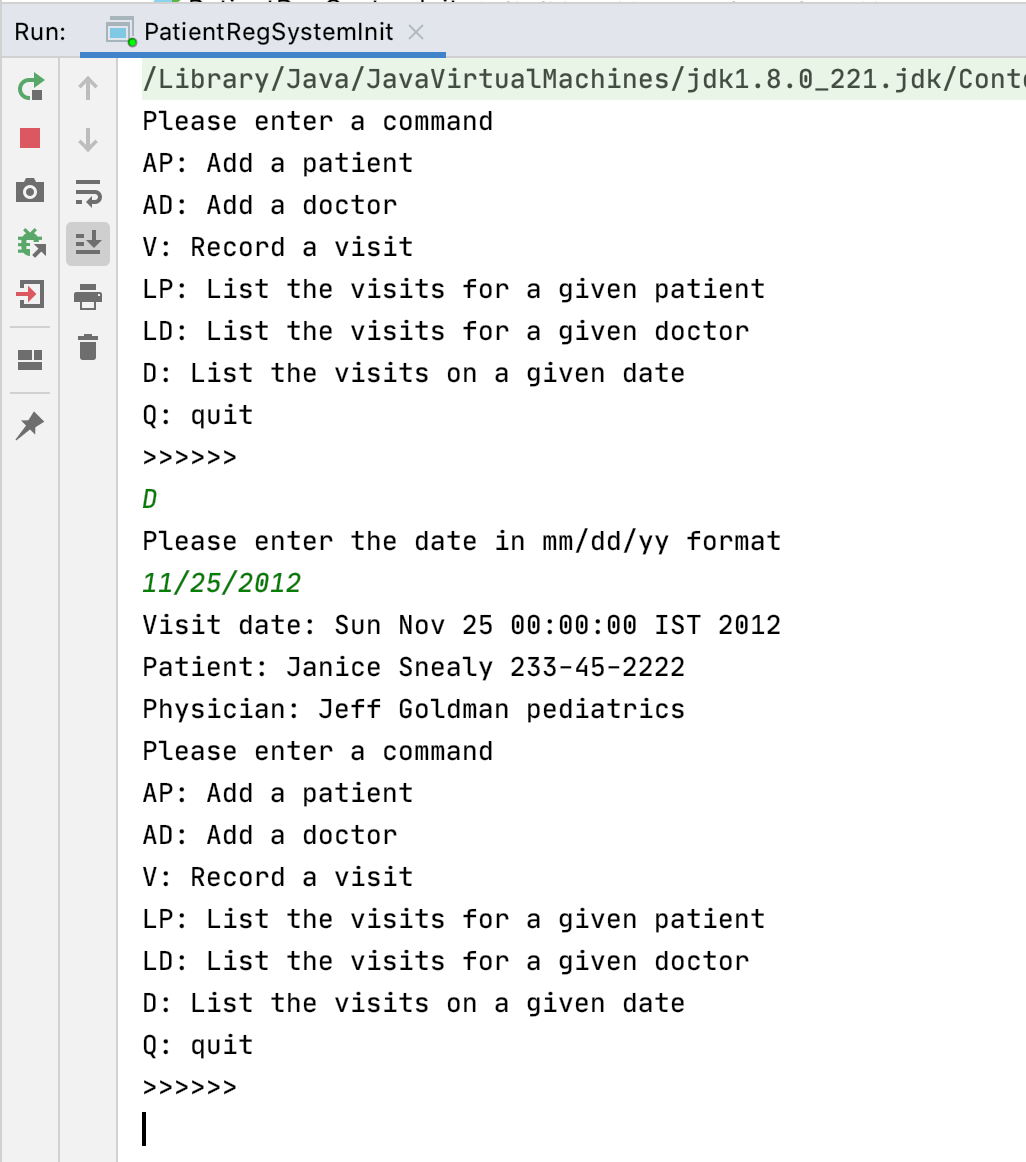 Run: PatientRegSystemInit
/Library/Java/JavaVirtualMachines/jdk1.8.0_221.jdk/Cont
Please enter a command
AP: Add a patient
AD: Add a doctor
V: Record a visit
LP: List the visits for a given patient
LD: List the visits for a given doctor
D: List the visits on a given date
Q: quit
>>>>>>
D
Please enter the date in mm/dd/yy format
11/25/2012
Visit date: Sun Nov 25 00:00:00 IST 2012
Patient: Janice Snealy 233-45-2222
Physician: Jeff Goldman pediatrics
Please enter a command
AP: Add a patient
AD: Add a doctor
V: Record a visit
LP: List the visits for a given patient
LD: List the visits for a given doctor
D: List the visits on a given date
Q: quit
>>>>>>